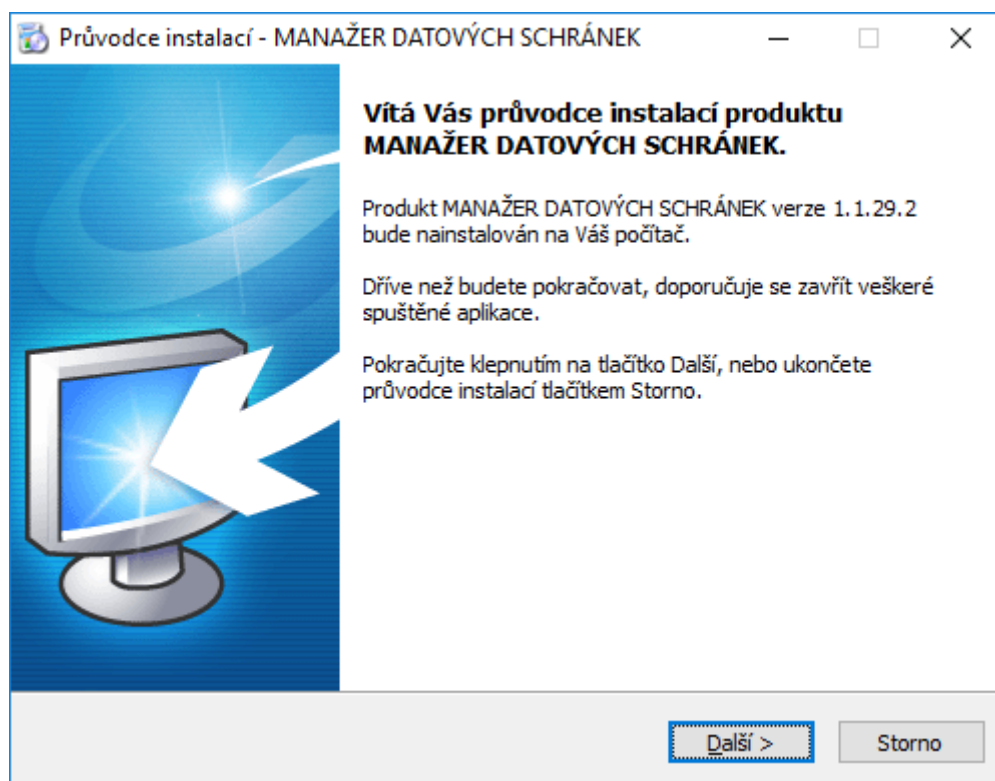 Průvodce instalací - MANAŽER DATOVÝCH SCHRÁNEK
Vítá Vás průvodce instalací produktu
MANAŽER DATOVÝCH SCHRÁNEK.
Produkt MANAŽER DATOVÝCH SCHRÁNEK verze 1.1.29.2
bude nainstalován na Váš počítač.
Dříve než budete pokračovat, doporučuje se zavřít veškeré
spuštěné aplikace.
Pokračujte klepnutím na tlačítko Další, nebo ukončete
průvodce instalací tlačítkem Storno.
Další >
Storno